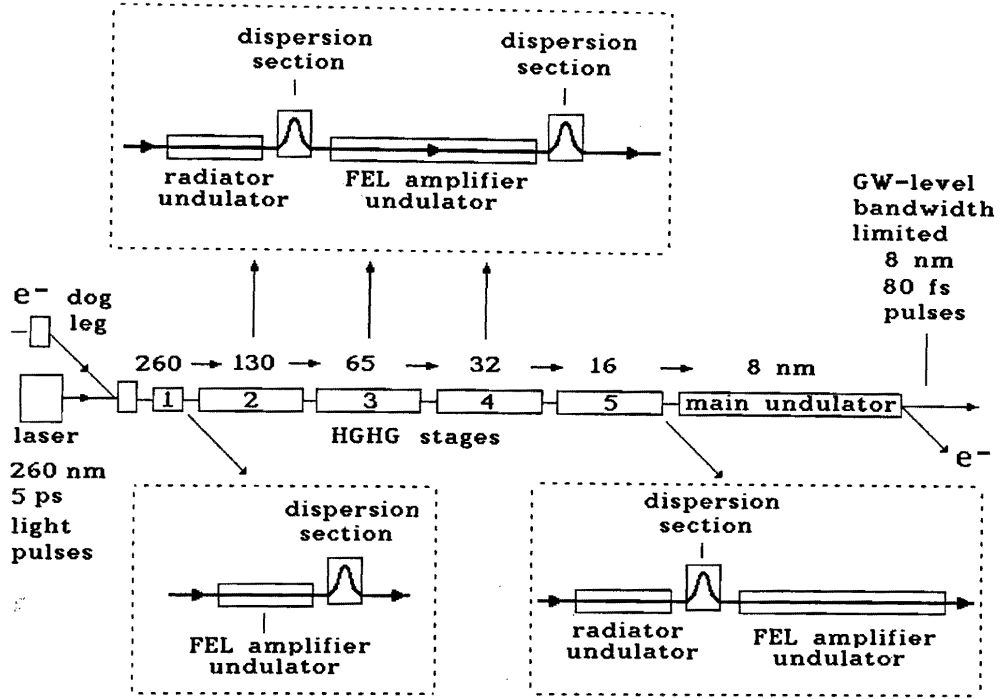 dispersion
section
dispersion
section
radiator
undulator
FEL amplifier
undulator
GW-level
bandwidth
limited
8 nm
80 fs
pulses
e-
dog
leg
260 → 130 → 65 → 32 → 16 → 8 nm
1 2 3 4 5 main undulator
laser
HGHG stages
e-
260 nm
5 ps
light
pulses
dispersion
section
FEL amplifier
undulator
dispersion
section
radiator
undulator
FEL amplifier
undulator